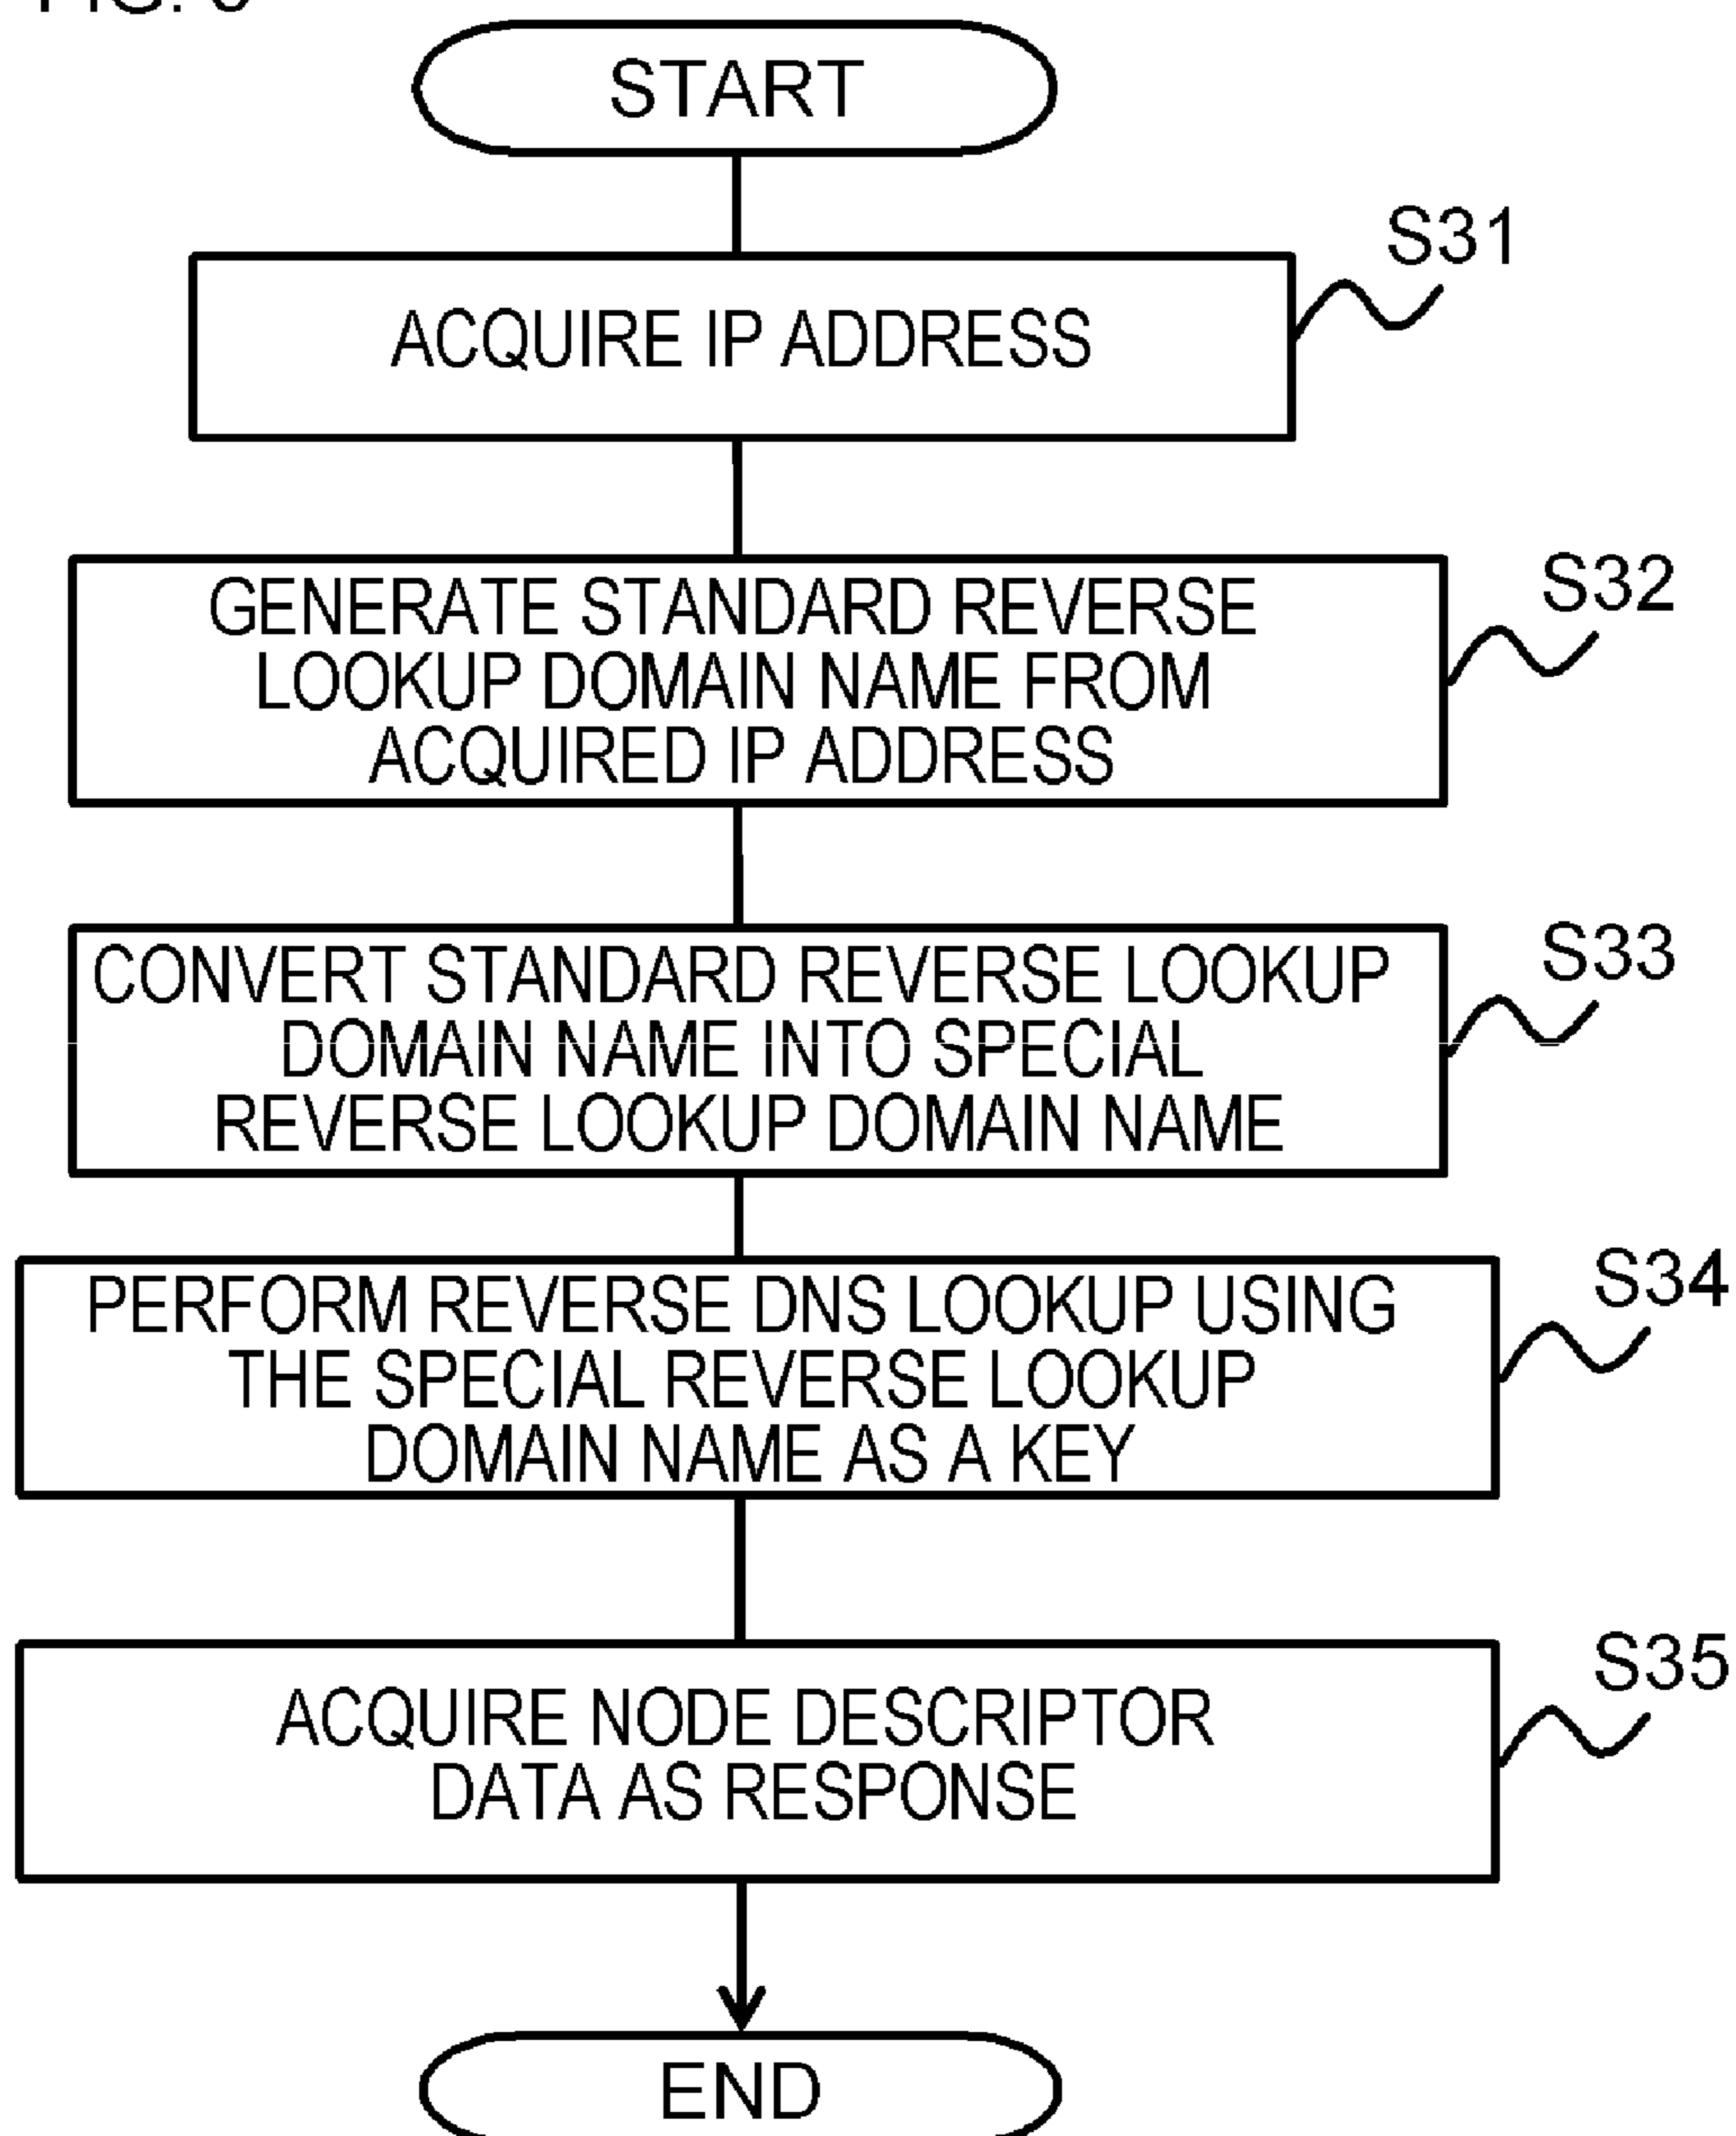 START
S31
ACQUIRE IP ADDRESS
S32
GENERATE STANDARD REVERSE
LOOKUP DOMAIN NAME FROM
ACQUIRED IP ADDRESS
S33
CONVERT STANDARD REVERSE LOOKUP
DOMAIN NAME INTO SPECIAL
REVERSE LOOKUP DOMAIN NAME
S34
PERFORM REVERSE DNS LOOKUP USING
THE SPECIAL REVERSE LOOKUP
DOMAIN NAME AS A KEY
S35
ACQUIRE NODE DESCRIPTOR
DATA AS RESPONSE
END